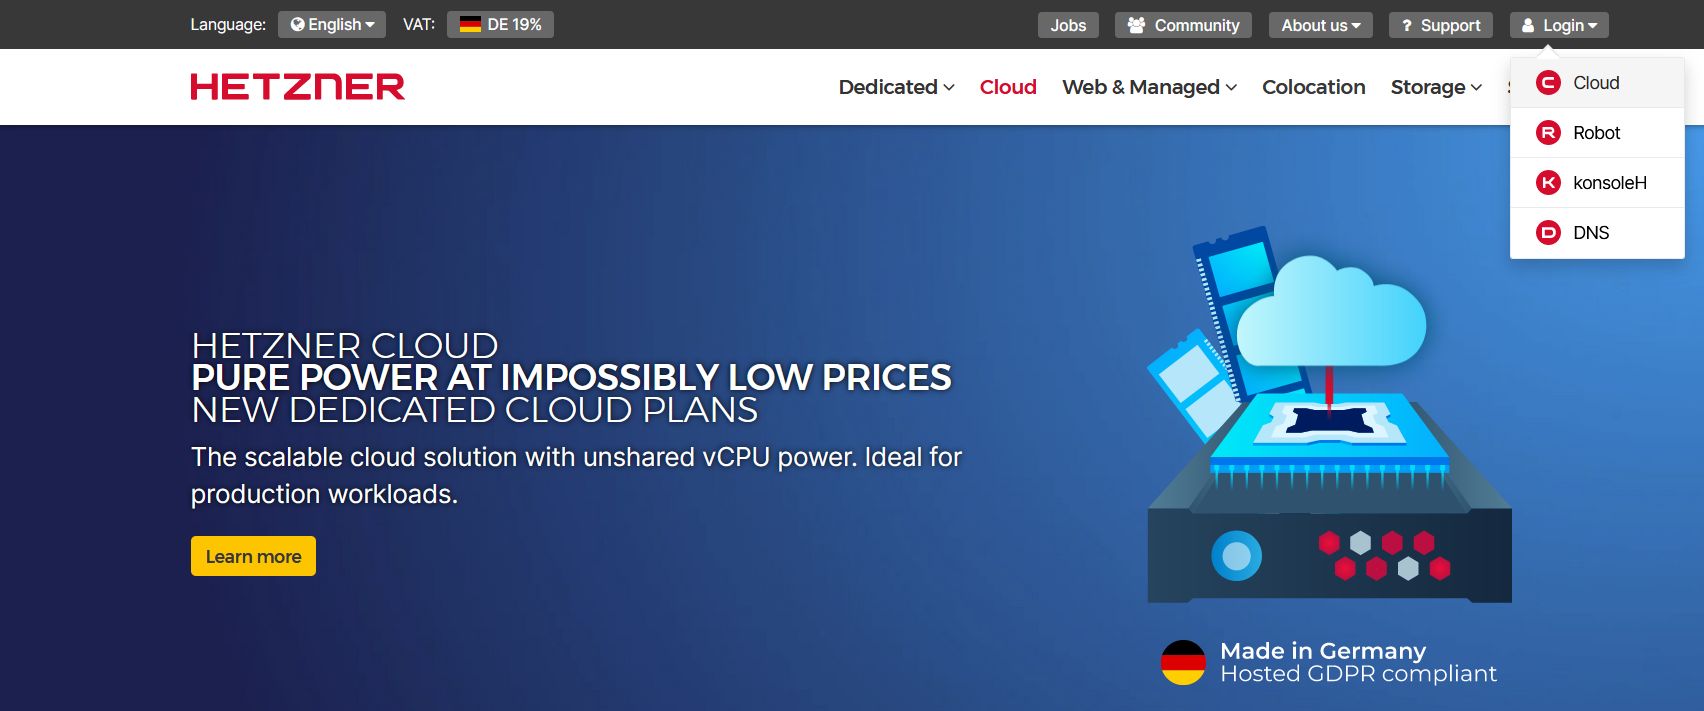 Language: English VAT: DE 19% Jobs Community About us ? Support Login
HETZNER Dedicated Cloud Web & Managed Colocation Storage
C Cloud
R Robot
K konsoleH
D DNS
HETZNER CLOUD
PURE POWER AT IMPOSSIBLY LOW PRICES
NEW DEDICATED CLOUD PLANS
The scalable cloud solution with unshared vCPU power. Ideal for
production workloads.
Learn more
Made in Germany
Hosted GDPR compliant